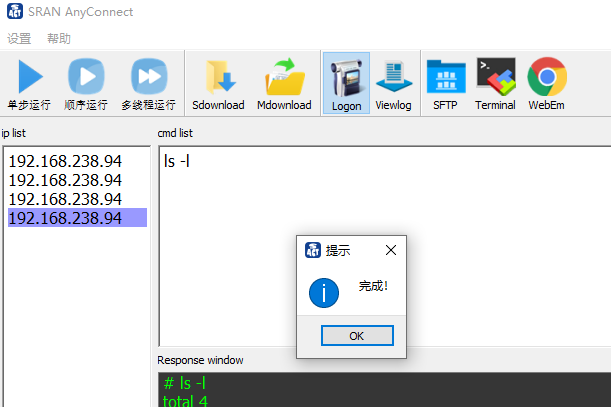 SRAN AnyConnect
设置 帮助
单步运行 顺序运行 多线程运行 Sdownload Mdownload Logon Viewlog SFTP Terminal WebEm
ip list cmd list
192.168.238.94
192.168.238.94
192.168.238.94
192.168.238.94
ls -l
提示
完成!
OK
Response window
# ls -l
total 4